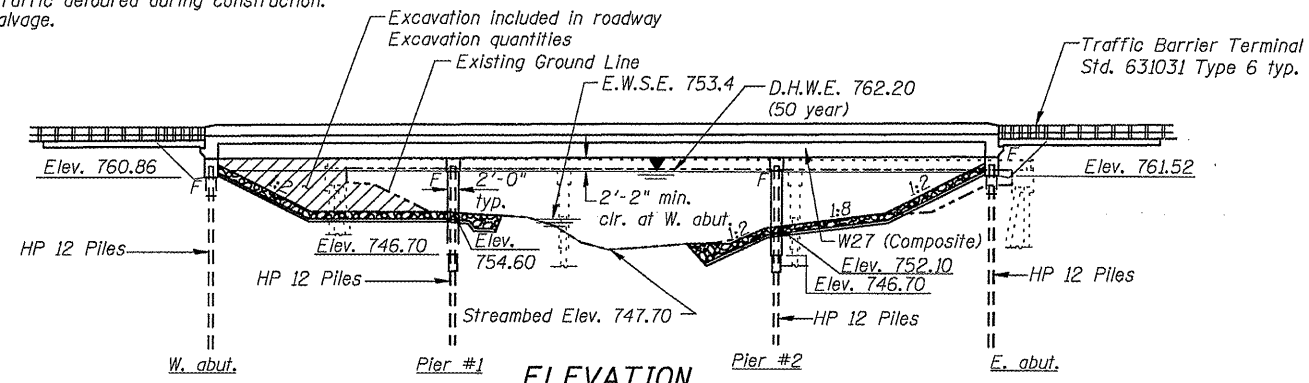 Traffic detoured during construction.
alvage.
Excavation included in roadway
Excavation quantities
Existing Ground Line
E.W.S.E. 753.4
D.H.W.E. 762.20
(50 year)
Traffic Barrier Terminal
Std. 631031 Type 6 typ.
Elev. 760.86
F
1:2
F
2'-0"
typ.
2'-2" min.
clr. at W. abut.
F
1:2
F
Elev. 761.52
1:8
HP 12 Piles
Elev. 746.70
Elev.
754.60
1:2
W27 (Composite)
Elev. 752.10
Elev. 746.70
HP 12 Piles
HP 12 Piles
Streambed Elev. 747.70
HP 12 Piles
W. abut.
Pier #1
Pier #2
E. abut.
ELEVATION